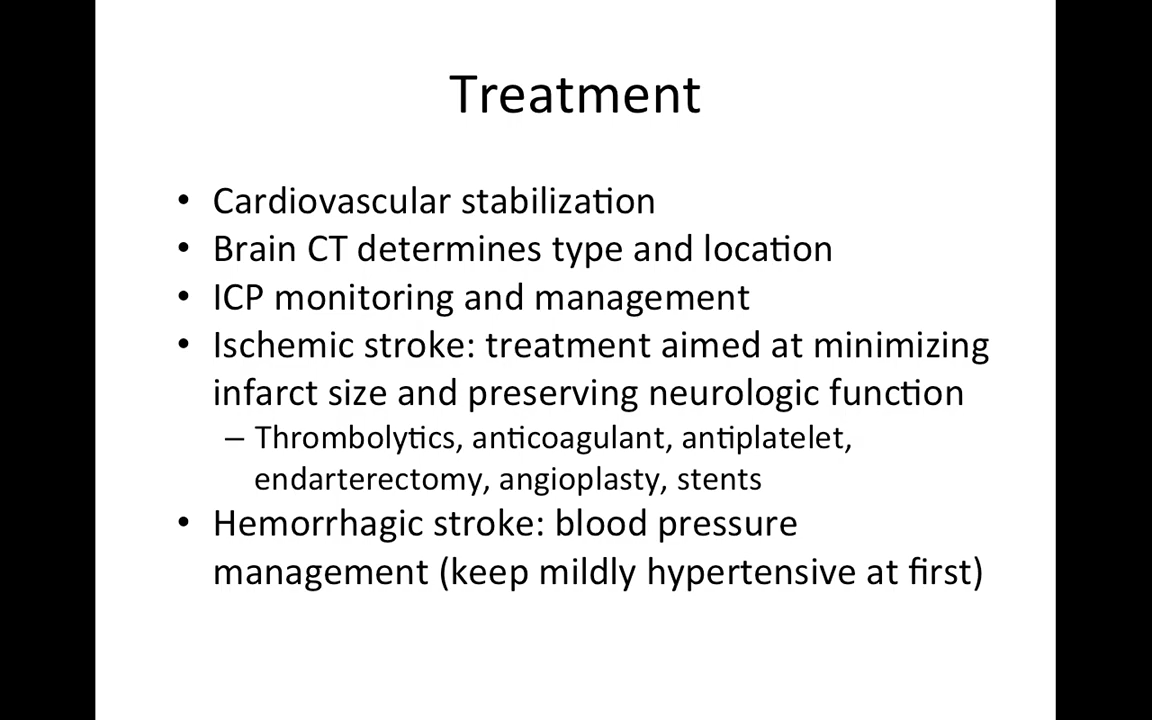 Treatment
• Cardiovascular stabilization
• Brain CT determines type and location
• ICP monitoring and management
• Ischemic stroke: treatment aimed at minimizing
infarct size and preserving neurologic function
– Thrombolytics, anticoagulant, antiplatelet,
endarterectomy, angioplasty, stents
• Hemorrhagic stroke: blood pressure
management (keep mildly hypertensive at first)